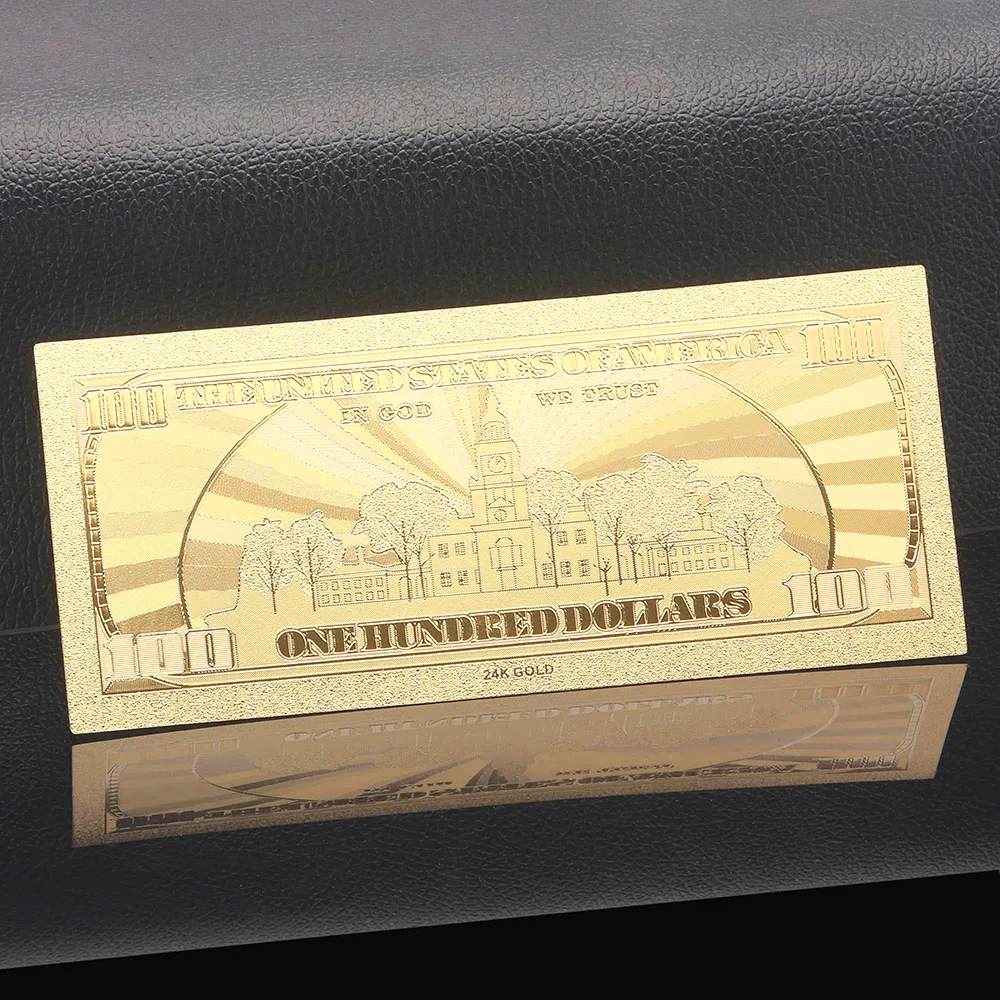 100 THE UNITED STATES OF AMERICA 100
IN GOD WE TRUST
100 ONE HUNDRED DOLLARS 100
24K GOLD